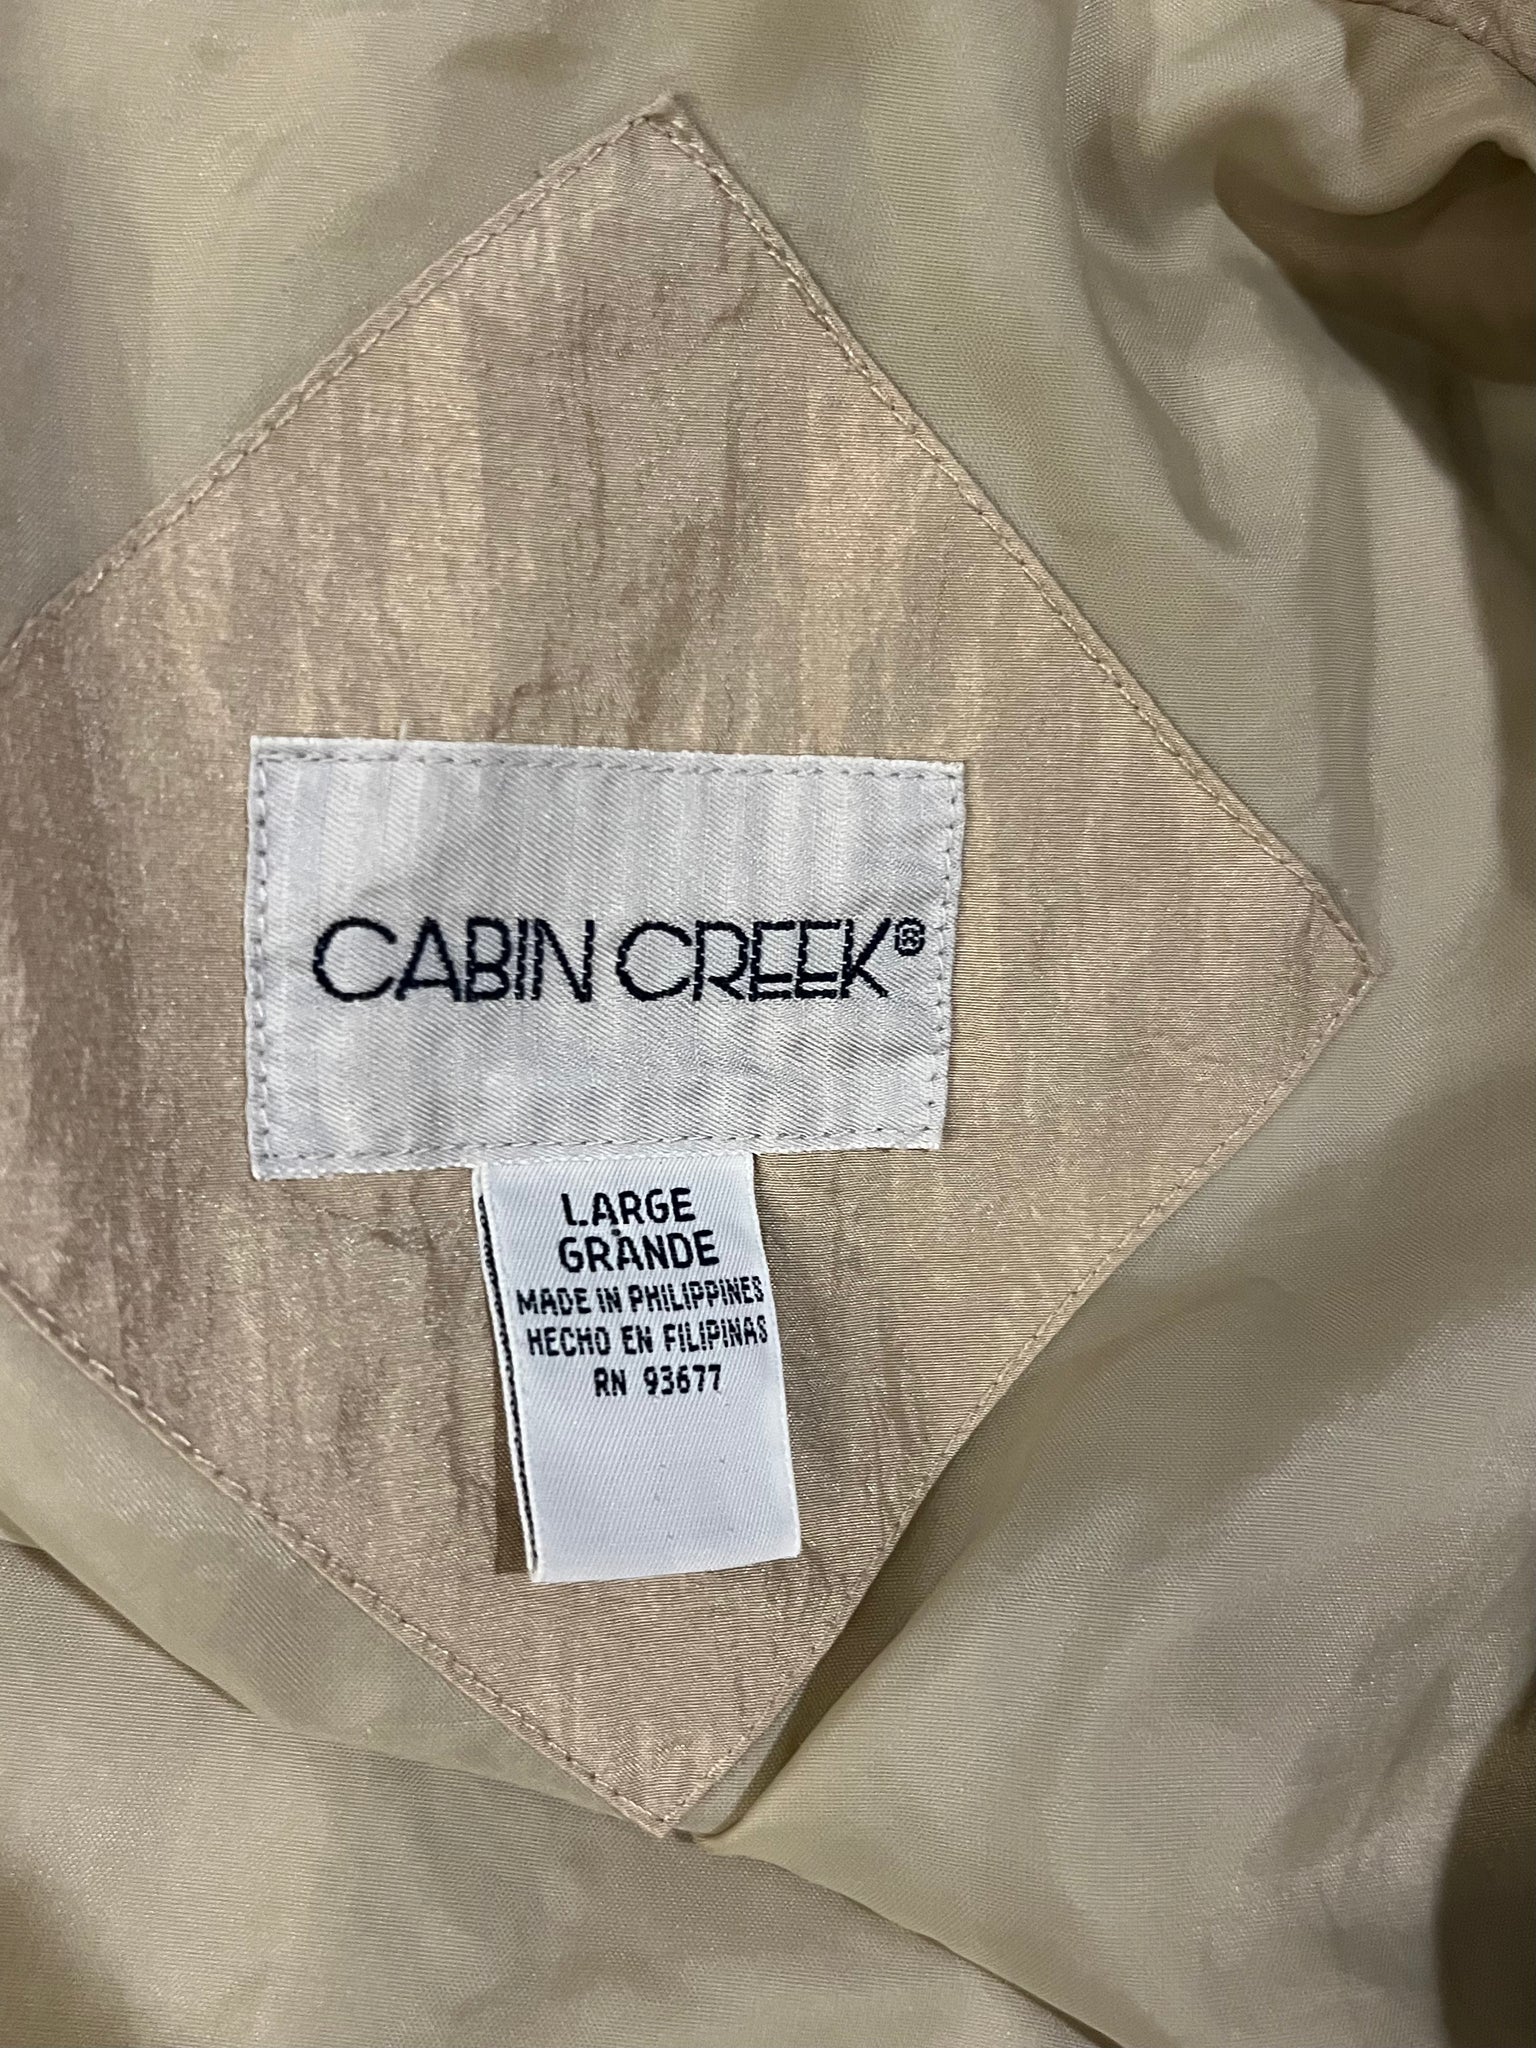 CABIN CREEK®
LARGE
GRANDE
MADE IN PHILIPPINES
HECHO EN FILIPINAS
RN 93677